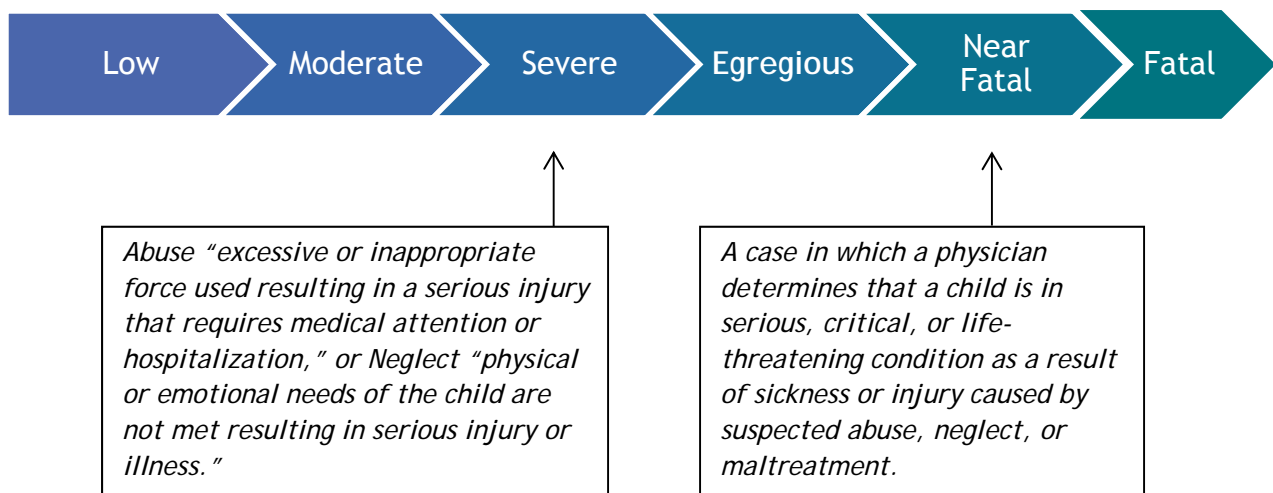 Low
Moderate
Severe
Egregious
Near
Fatal
Fatal
Abuse “excessive or inappropriate
force used resulting in a serious injury
that requires medical attention or
hospitalization,” or Neglect “physical
or emotional needs of the child are
not met resulting in serious injury or
illness.”
A case in which a physician
determines that a child is in
serious, critical, or life-
threatening condition as a result
of sickness or injury caused by
suspected abuse, neglect, or
maltreatment.